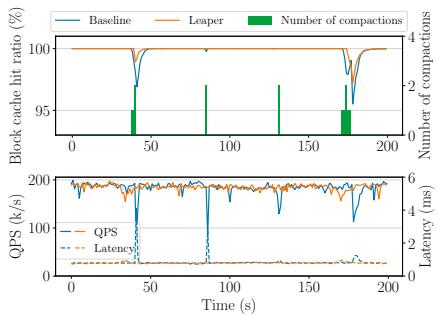 Baseline Leaper Number of compactions
Block cache hit ratio (%)
100
95
4
2
0
Number of compactions
0 50 100 150 200
QPS (k/s)
200
100
0
QPS
Latency
6
4
2
0
Latency (ms)
0 50 100 150 200
Time (s)